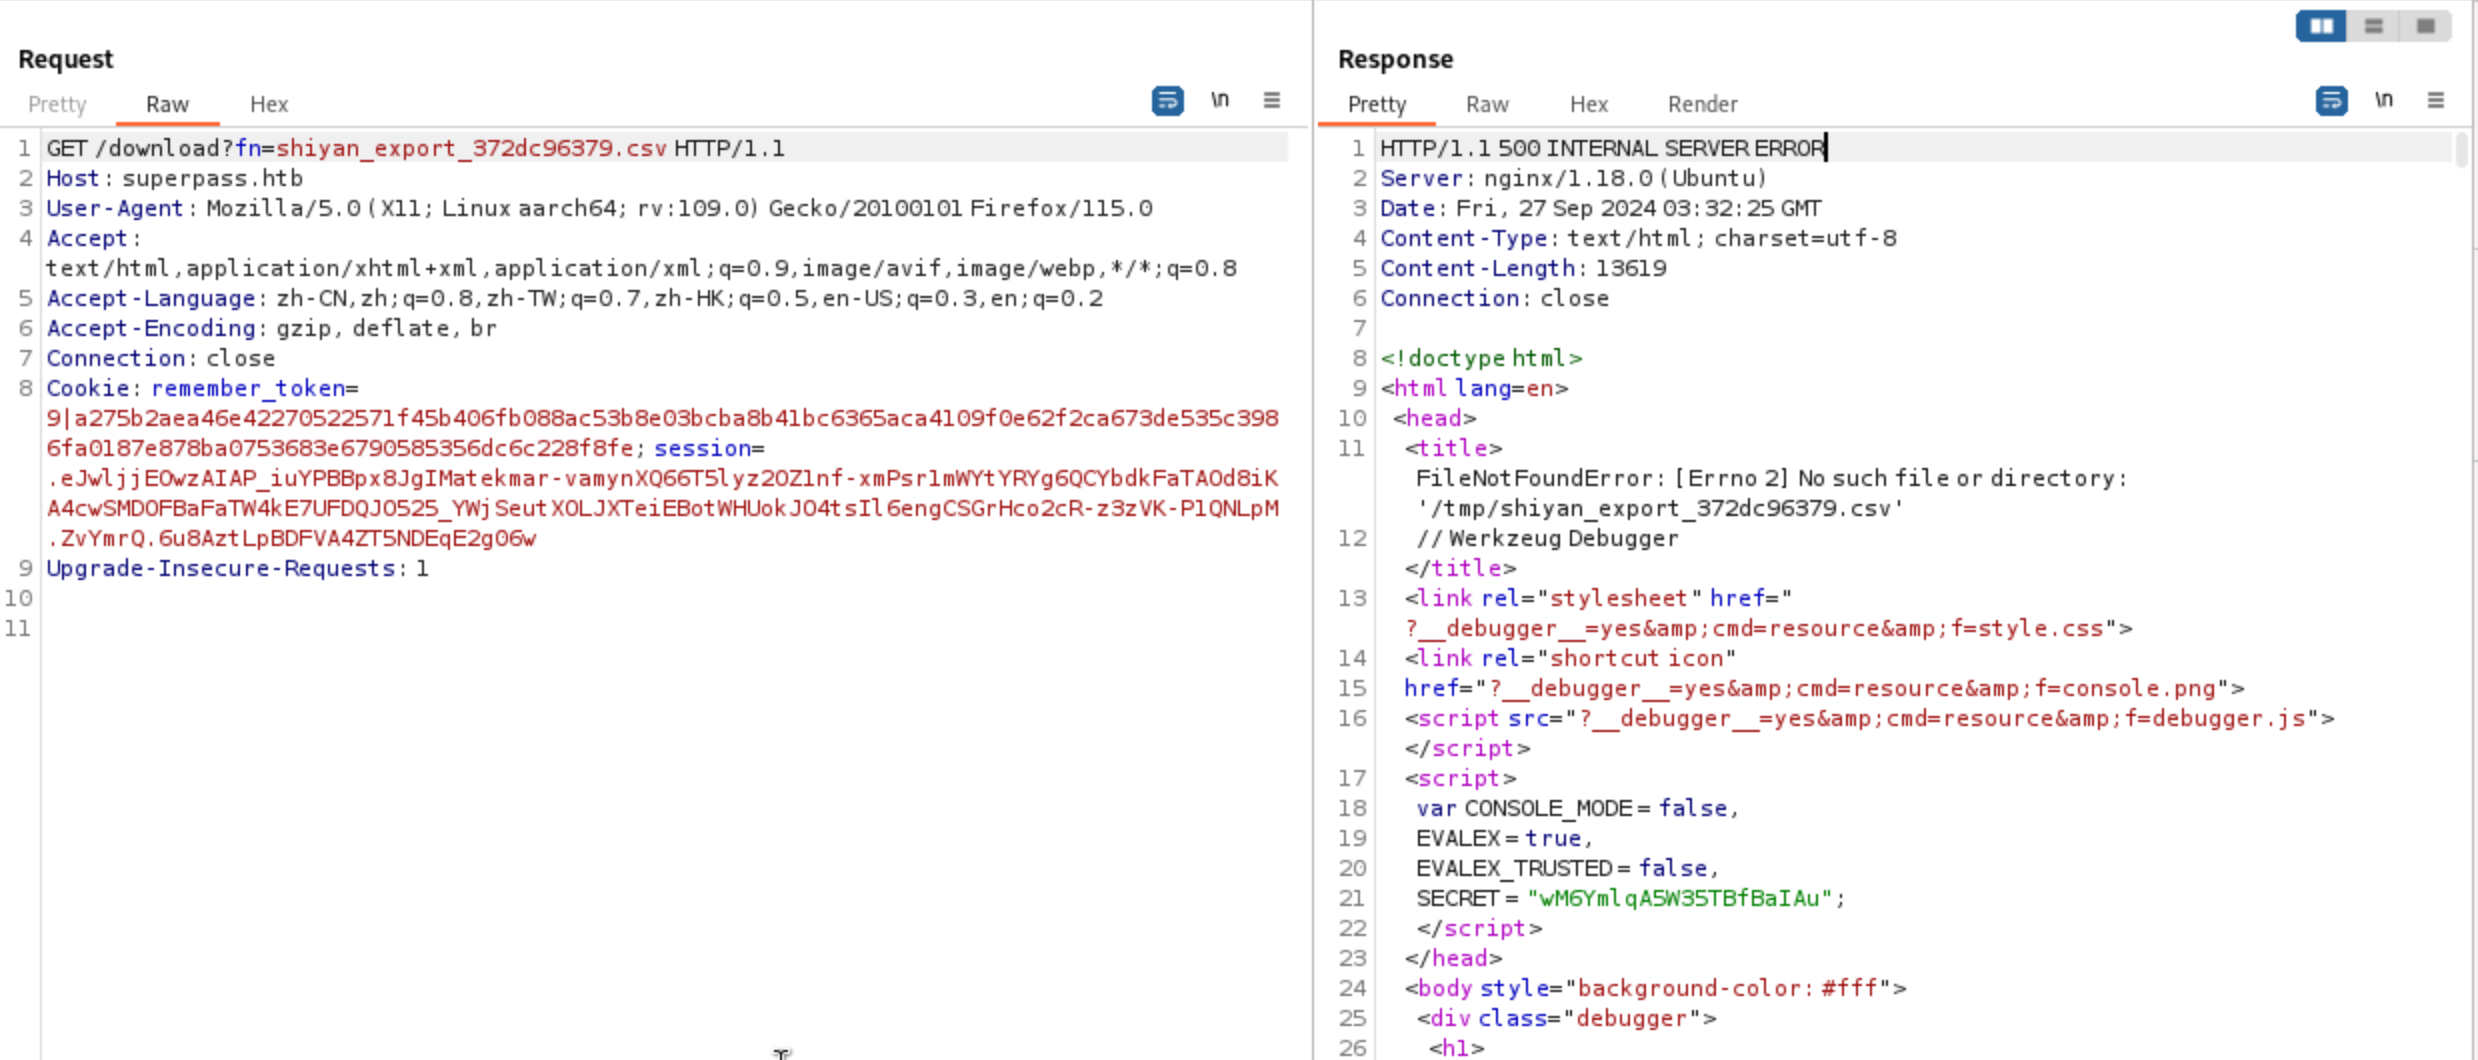 Request
Pretty Raw Hex \n
1 GET /download?fn=shiyan_export_372dc96379.csv HTTP/1.1
2 Host: superpass.htb
3 User-Agent: Mozilla/5.0 (X11; Linux aarch64; rv:109.0) Gecko/20100101 Firefox/115.0
4 Accept:
text/html,application/xhtml+xml,application/xml;q=0.9,image/avif,image/webp,*/*;q=0.8
5 Accept-Language: zh-CN,zh;q=0.8,zh-TW;q=0.7,zh-HK;q=0.5,en-US;q=0.3,en;q=0.2
6 Accept-Encoding: gzip, deflate, br
7 Connection: close
8 Cookie: remember_token=
9|a275b2aea46e42270522571f45b406fb088ac53b8e03bcba8b41bc6365aca4109f0e62f2ca673de535c398
6fa0187e878ba0753683e6790585356dc6c228f8fe; session=
.eJwljjEOwzAIAP_iuYPBBpx8JgIMatekmar-vamynXQ66T5lyz2OZ1nf-xmPsr1mWYtYRYg6QCYbdkFaTAOd8iK
A4cwSMDOFBaFaTW4kE7UFDQJ0525_YWjSeutXOLJXTeiEBotWHUokJO4tsIl6engCSGrHco2cR-z3zVK-P1QNLpM
.ZvYmrQ.6u8AztLpBDFVA4ZT5NDEqE2g06w
9 Upgrade-Insecure-Requests: 1
10
11
Response
Pretty Raw Hex Render \n
1 HTTP/1.1 500 INTERNAL SERVER ERROR
2 Server: nginx/1.18.0 (Ubuntu)
3 Date: Fri, 27 Sep 2024 03:32:25 GMT
4 Content-Type: text/html; charset=utf-8
5 Content-Length: 13619
6 Connection: close
7
8 <!doctype html>
9 <html lang=en>
10 <head>
11 <title>
FileNotFoundError: [Errno 2] No such file or directory:
'/tmp/shiyan_export_372dc96379.csv'
12 // Werkzeug Debugger
</title>
13 <link rel="stylesheet" href="
?__debugger__=yes&amp;cmd=resource&amp;f=style.css">
14 <link rel="shortcut icon"
15 href="?__debugger__=yes&amp;cmd=resource&amp;f=console.png">
16 <script src="?__debugger__=yes&amp;cmd=resource&amp;f=debugger.js">
</script>
17 <script>
18 var CONSOLE_MODE = false,
19 EVALEX = true,
20 EVALEX_TRUSTED = false,
21 SECRET = "wM6YmlqA5W35TBfBaIAu";
22 </script>
23 </head>
24 <body style="background-color: #fff">
25 <div class="debugger">
26 <h1>